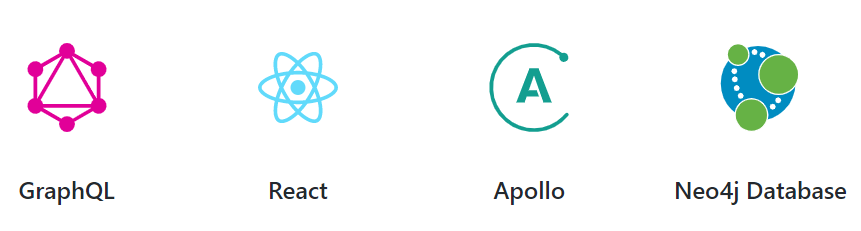 A
GraphQL
React
Apollo
Neo4j Database